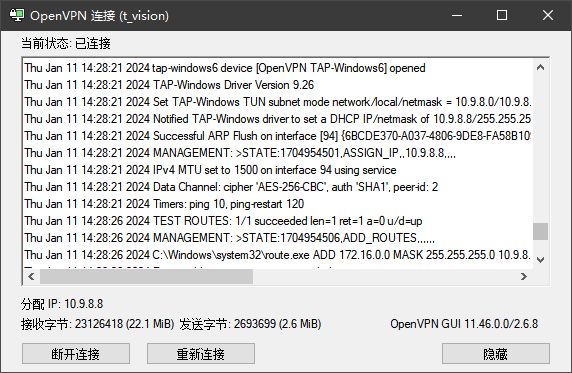 OpenVPN 连接 (t_vision)
当前状态: 已连接
Thu Jan 11 14:28:21 2024 tap-windows6 device [OpenVPN TAP-Windows6] opened
Thu Jan 11 14:28:21 2024 TAP-Windows Driver Version 9.26
Thu Jan 11 14:28:21 2024 Set TAP-Windows TUN subnet mode network/local/netmask = 10.9.8.0/10.9.8.
Thu Jan 11 14:28:21 2024 Notified TAP-Windows driver to set a DHCP IP/netmask of 10.9.8.8/255.255.25
Thu Jan 11 14:28:21 2024 Successful ARP Flush on interface [94] {6BCDE370-A037-4806-9DE8-FA58B109
Thu Jan 11 14:28:21 2024 MANAGEMENT: >STATE:1704954501,ASSIGN_IP,,10.9.8.8,,,,
Thu Jan 11 14:28:21 2024 IPv4 MTU set to 1500 on interface 94 using service
Thu Jan 11 14:28:21 2024 Data Channel: cipher 'AES-256-CBC', auth 'SHA1', peer-id: 2
Thu Jan 11 14:28:21 2024 Timers: ping 10, ping-restart 120
Thu Jan 11 14:28:26 2024 TEST ROUTES: 1/1 succeeded len=1 ret=1 a=0 u/d=up
Thu Jan 11 14:28:26 2024 MANAGEMENT: >STATE:1704954506,ADD_ROUTES,,,,,,
Thu Jan 11 14:28:26 2024 C:\Windows\system32\route.exe ADD 172.16.0.0 MASK 255.255.255.0 10.9.8.
分配 IP: 10.9.8.8
接收字节: 23126418 (22.1 MiB) 发送字节: 2693699 (2.6 MiB)
OpenVPN GUI 11.46.0.0/2.6.8
断开连接
重新连接
隐藏